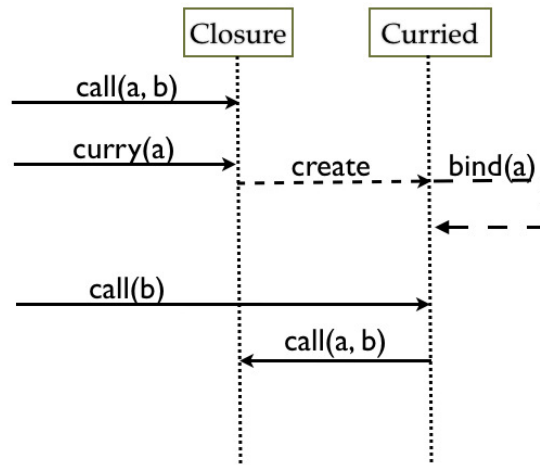 Closure Curried
call(a, b)
curry(a)
create bind(a)
call(b)
call(a, b)